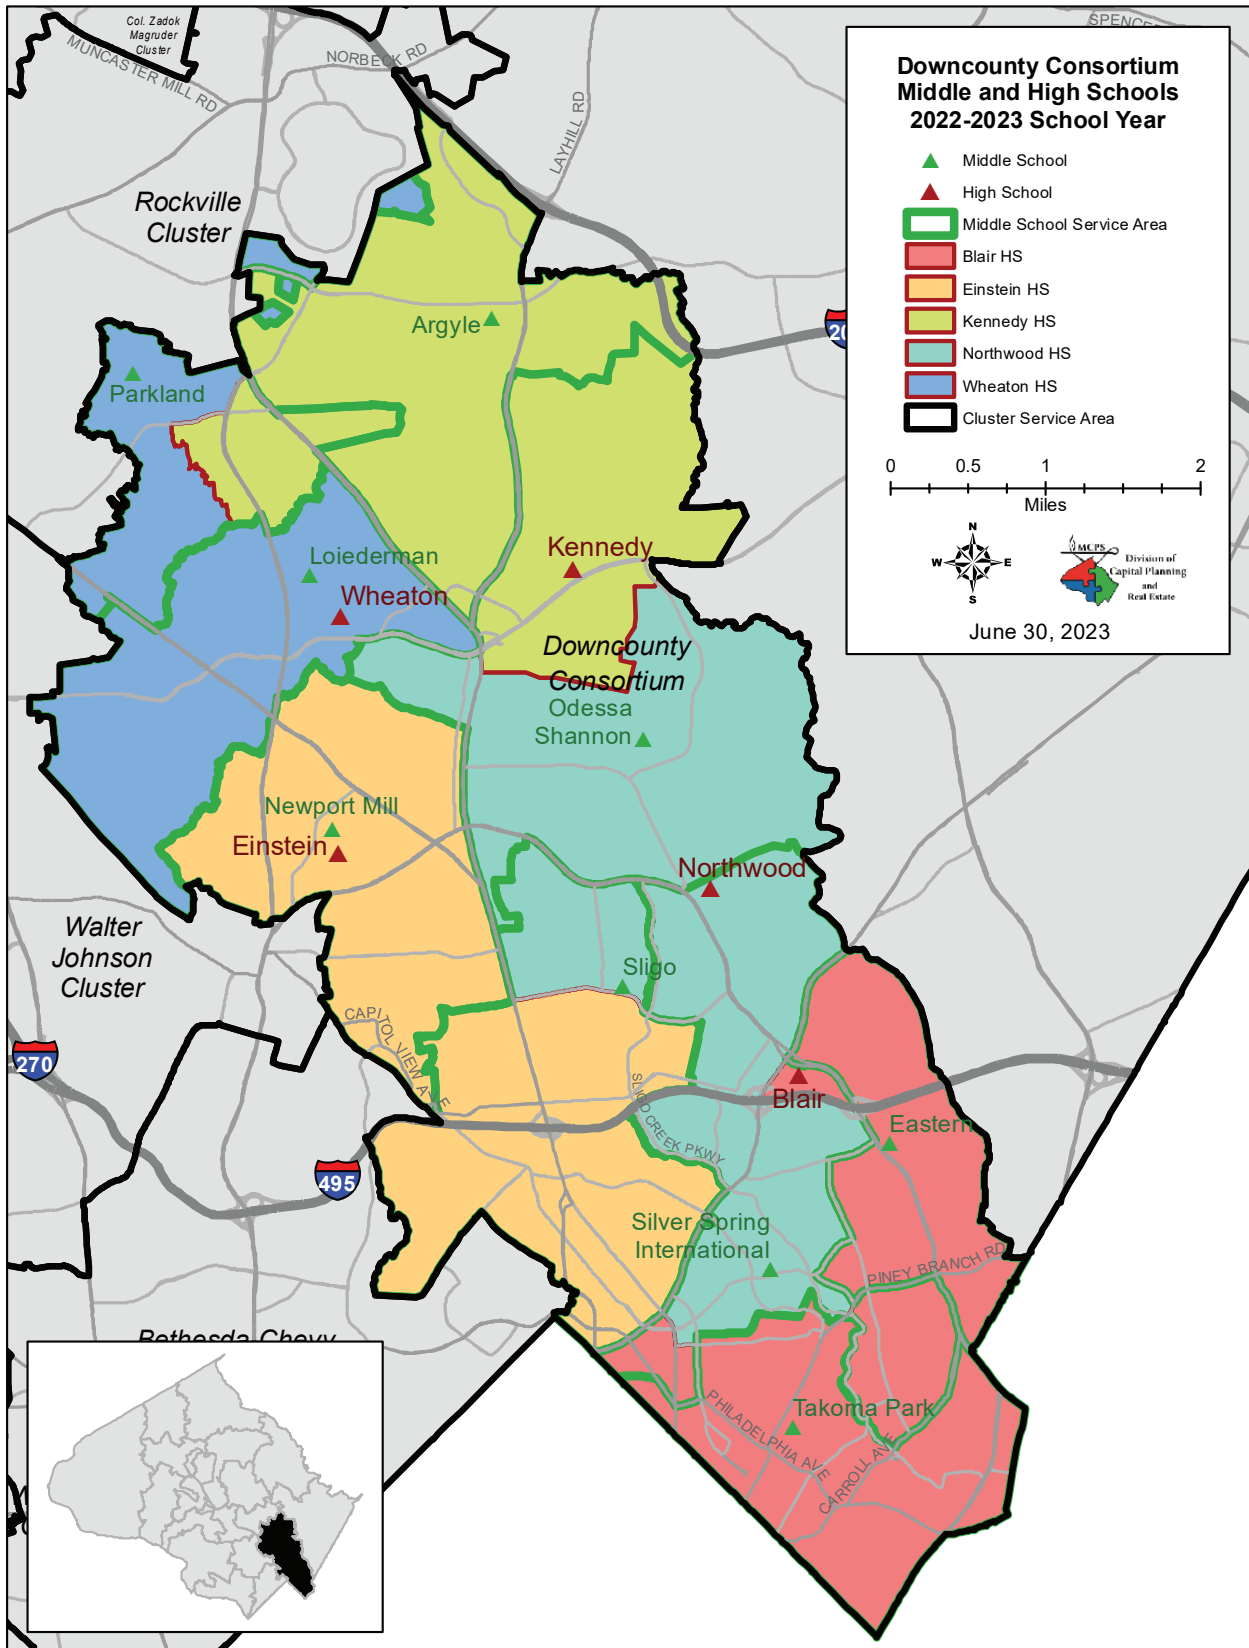 Col. Zadok
Magruder
Cluster
MUNCASTER MILL RD
NORBECK RD
LAYHILL RD
Rockville
Cluster
Argyle
Parkland
Loiederman
Wheaton
Kennedy
Downcounty
Consortium
Odessa
Shannon
Newport Mill
Einstein
Northwood
Walter
Johnson
Cluster
Sligo
CAPITOL VIEW AVE
270
SLIGO CREEK PKWY
Blair
Eastern
495
Silver Spring
International
PINEY BRANCH RD
Bethesda Chevy
PHILADELPHIA AVE
Takoma Park
CARROLL AVE
Downcounty Consortium
Middle and High Schools
2022-2023 School Year
Middle School
High School
Middle School Service Area
Blair HS
Einstein HS
Kennedy HS
Northwood HS
Wheaton HS
Cluster Service Area
0 0.5 1 2
Miles
N
W E
S
MCPS
Division of
Capital Planning
and
Real Estate
June 30, 2023